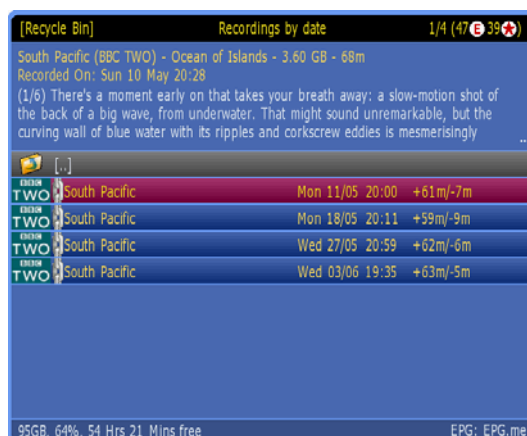 [Recycle Bin] Recordings by date 1/4 (47 E 39 )
South Pacific (BBC TWO) - Ocean of Islands - 3.60 GB - 68m
Recorded On: Sun 10 May 20:28
(1/6) There's a moment early on that takes your breath away: a slow-motion shot of
the back of a big wave, from underwater. That might sound unremarkable, but the
curving wall of blue water with its ripples and corkscrew eddies is mesmerisingly
..
[..]
BBC TWO South Pacific Mon 11/05 20:00 +61m/-7m
BBC TWO South Pacific Mon 18/05 20:11 +59m/-9m
BBC TWO South Pacific Wed 27/05 20:59 +62m/-6m
BBC TWO South Pacific Wed 03/06 19:35 +63m/-5m
95GB, 64%, 54 Hrs 21 Mins free EPG: EPG.me